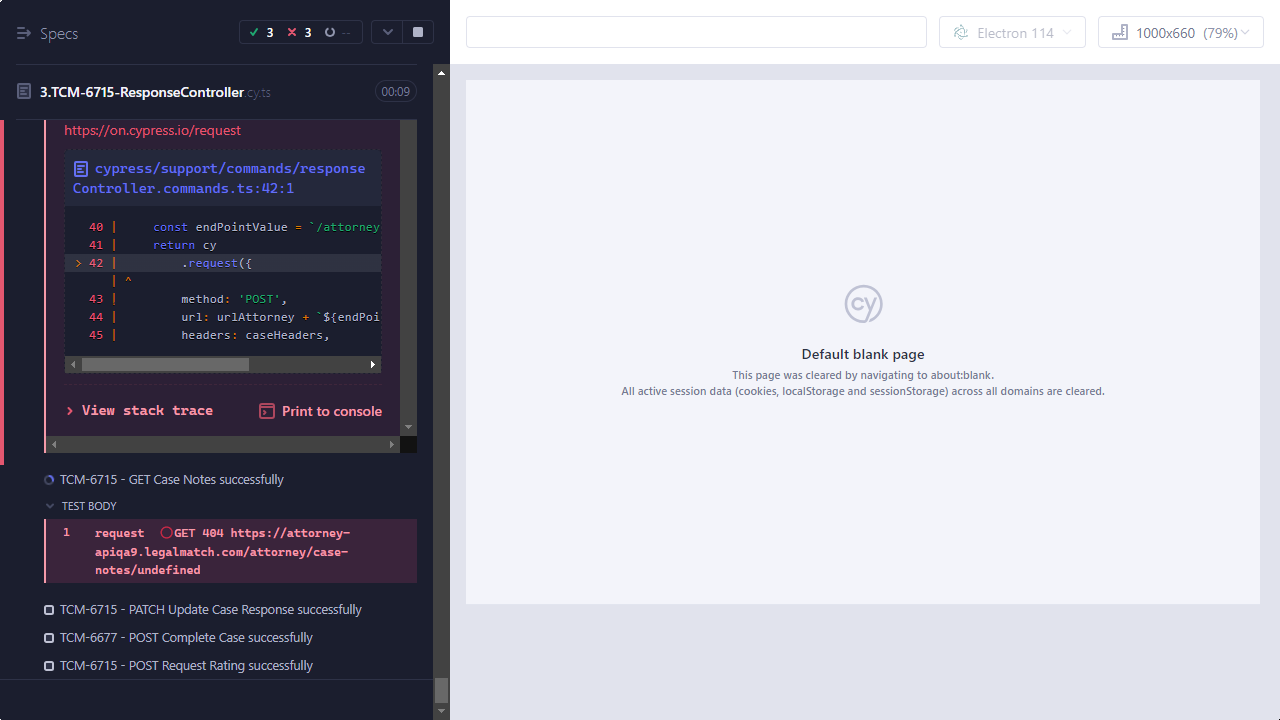 Specs
3
3
--
Electron 114
1000x660 (79%)
3.TCM-6715-ResponseController.cy.ts
00:09
https://on.cypress.io/request
cypress/support/commands/response
Controller.commands.ts:42:1
40 | const endPointValue = `/attorney
41 | return cy
> 42 | .request({
| ^
43 | method: 'POST',
44 | url: urlAttorney + `${endPoi
45 | headers: caseHeaders,
View stack trace
Print to console
TCM-6715 - GET Case Notes successfully
TEST BODY
1 request GET 404 https://attorney-
apiqa9.legalmatch.com/attorney/case-
notes/undefined
TCM-6715 - PATCH Update Case Response successfully
TCM-6677 - POST Complete Case successfully
TCM-6715 - POST Request Rating successfully
cy
Default blank page
This page was cleared by navigating to about:blank.
All active session data (cookies, localStorage and sessionStorage) across all domains are cleared.